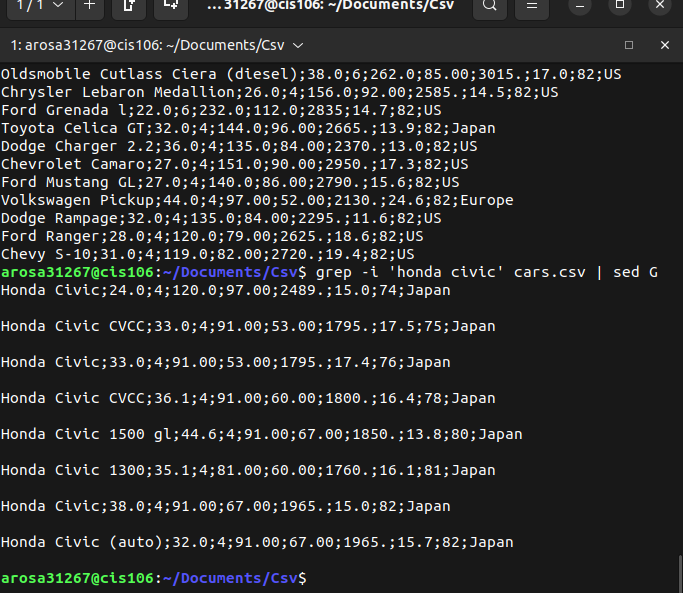 1 / 1
...31267@cis106: ~/Documents/Csv
1: arosa31267@cis106: ~/Documents/Csv
Oldsmobile Cutlass Ciera (diesel);38.0;6;262.0;85.00;3015.;17.0;82;US
Chrysler Lebaron Medallion;26.0;4;156.0;92.00;2585.;14.5;82;US
Ford Grenada l;22.0;6;232.0;112.0;2835;14.7;82;US
Toyota Celica GT;32.0;4;144.0;96.00;2665.;13.9;82;Japan
Dodge Charger 2.2;36.0;4;135.0;84.00;2370.;13.0;82;US
Chevrolet Camaro;27.0;4;151.0;90.00;2950.;17.3;82;US
Ford Mustang GL;27.0;4;140.0;86.00;2790.;15.6;82;US
Volkswagen Pickup;44.0;4;97.00;52.00;2130.;24.6;82;Europe
Dodge Rampage;32.0;4;135.0;84.00;2295.;11.6;82;US
Ford Ranger;28.0;4;120.0;79.00;2625.;18.6;82;US
Chevy S-10;31.0;4;119.0;82.00;2720.;19.4;82;US
arosa31267@cis106:~/Documents/Csv$ grep -i 'honda civic' cars.csv | sed G
Honda Civic;24.0;4;120.0;97.00;2489.;15.0;74;Japan
Honda Civic CVCC;33.0;4;91.00;53.00;1795.;17.5;75;Japan
Honda Civic;33.0;4;91.00;53.00;1795.;17.4;76;Japan
Honda Civic CVCC;36.1;4;91.00;60.00;1800.;16.4;78;Japan
Honda Civic 1500 gl;44.6;4;91.00;67.00;1850.;13.8;80;Japan
Honda Civic 1300;35.1;4;81.00;60.00;1760.;16.1;81;Japan
Honda Civic;38.0;4;91.00;67.00;1965.;15.0;82;Japan
Honda Civic (auto);32.0;4;91.00;67.00;1965.;15.7;82;Japan
arosa31267@cis106:~/Documents/Csv$